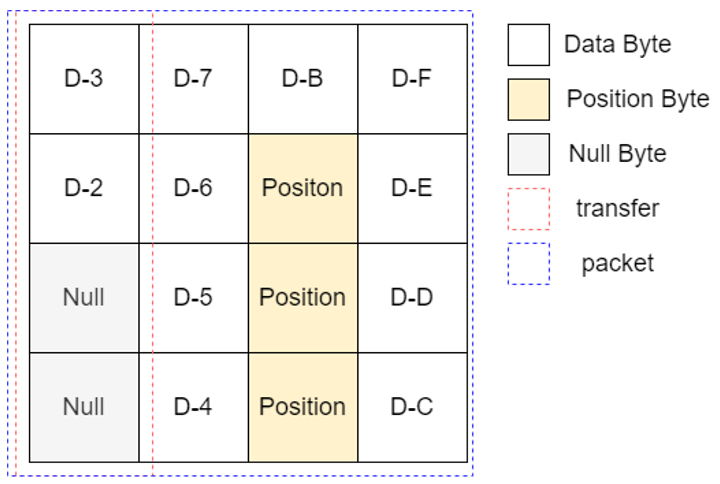 D-3 D-7 D-B D-F
D-2 D-6 Positon D-E
Null D-5 Position D-D
Null D-4 Position D-C
Data Byte
Position Byte
Null Byte
transfer
packet